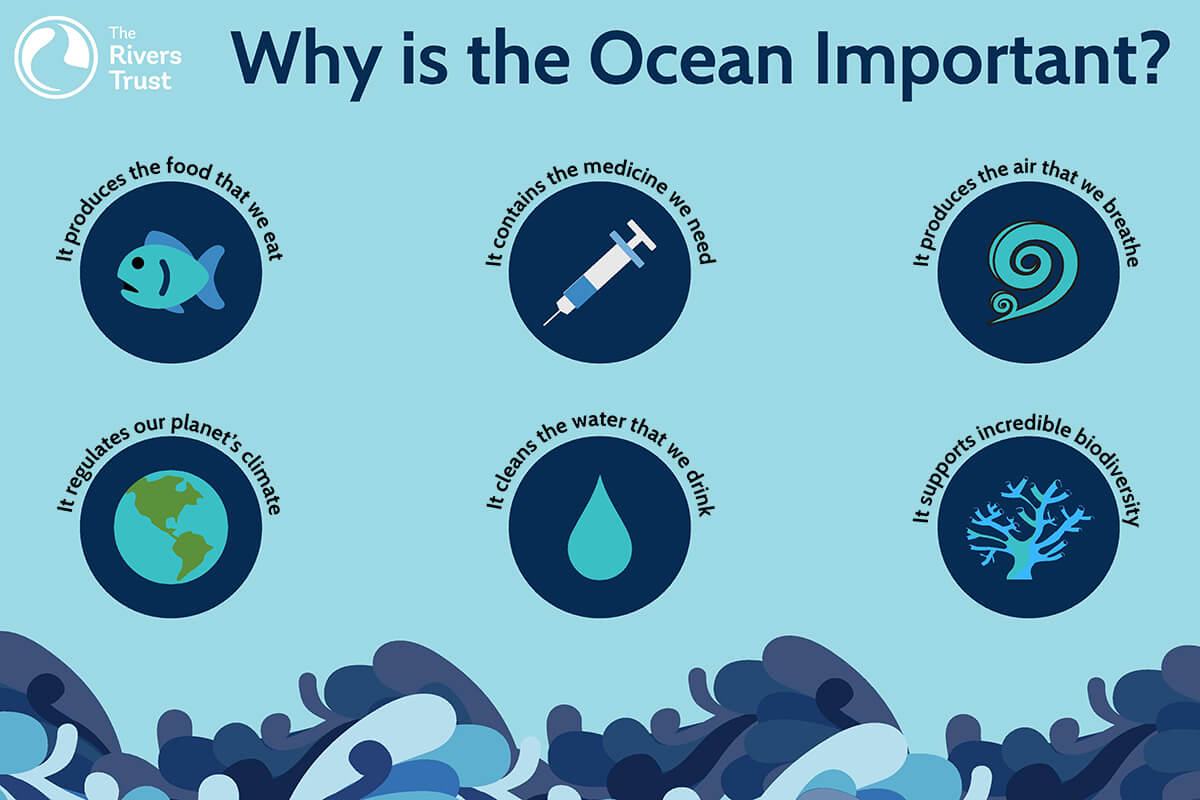 The
Rivers
Trust
Why is the Ocean Important?
It produces the food that we eat
It contains the medicine we need
It produces the air that we breathe
It regulates our planet's climate
It cleans the water that we drink
It supports incredible biodiversity